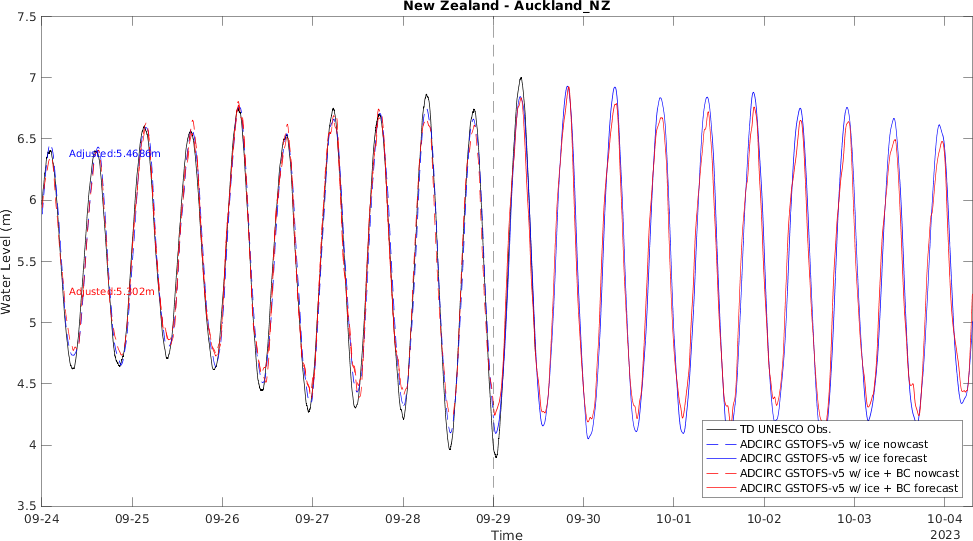 New Zealand - Auckland_NZ
7.5
7
6.5
6
5.5
5
4.5
4
3.5
Water Level (m)
Adjusted:5.4686m
Adjusted:5.302m
TD UNESCO Obs.
ADCIRC GSTOFS-v5 w/ ice nowcast
ADCIRC GSTOFS-v5 w/ ice forecast
ADCIRC GSTOFS-v5 w/ ice + BC nowcast
ADCIRC GSTOFS-v5 w/ ice + BC forecast
09-24 09-25 09-26 09-27 09-28 09-29 09-30 10-01 10-02 10-03 10-04
Time
2023